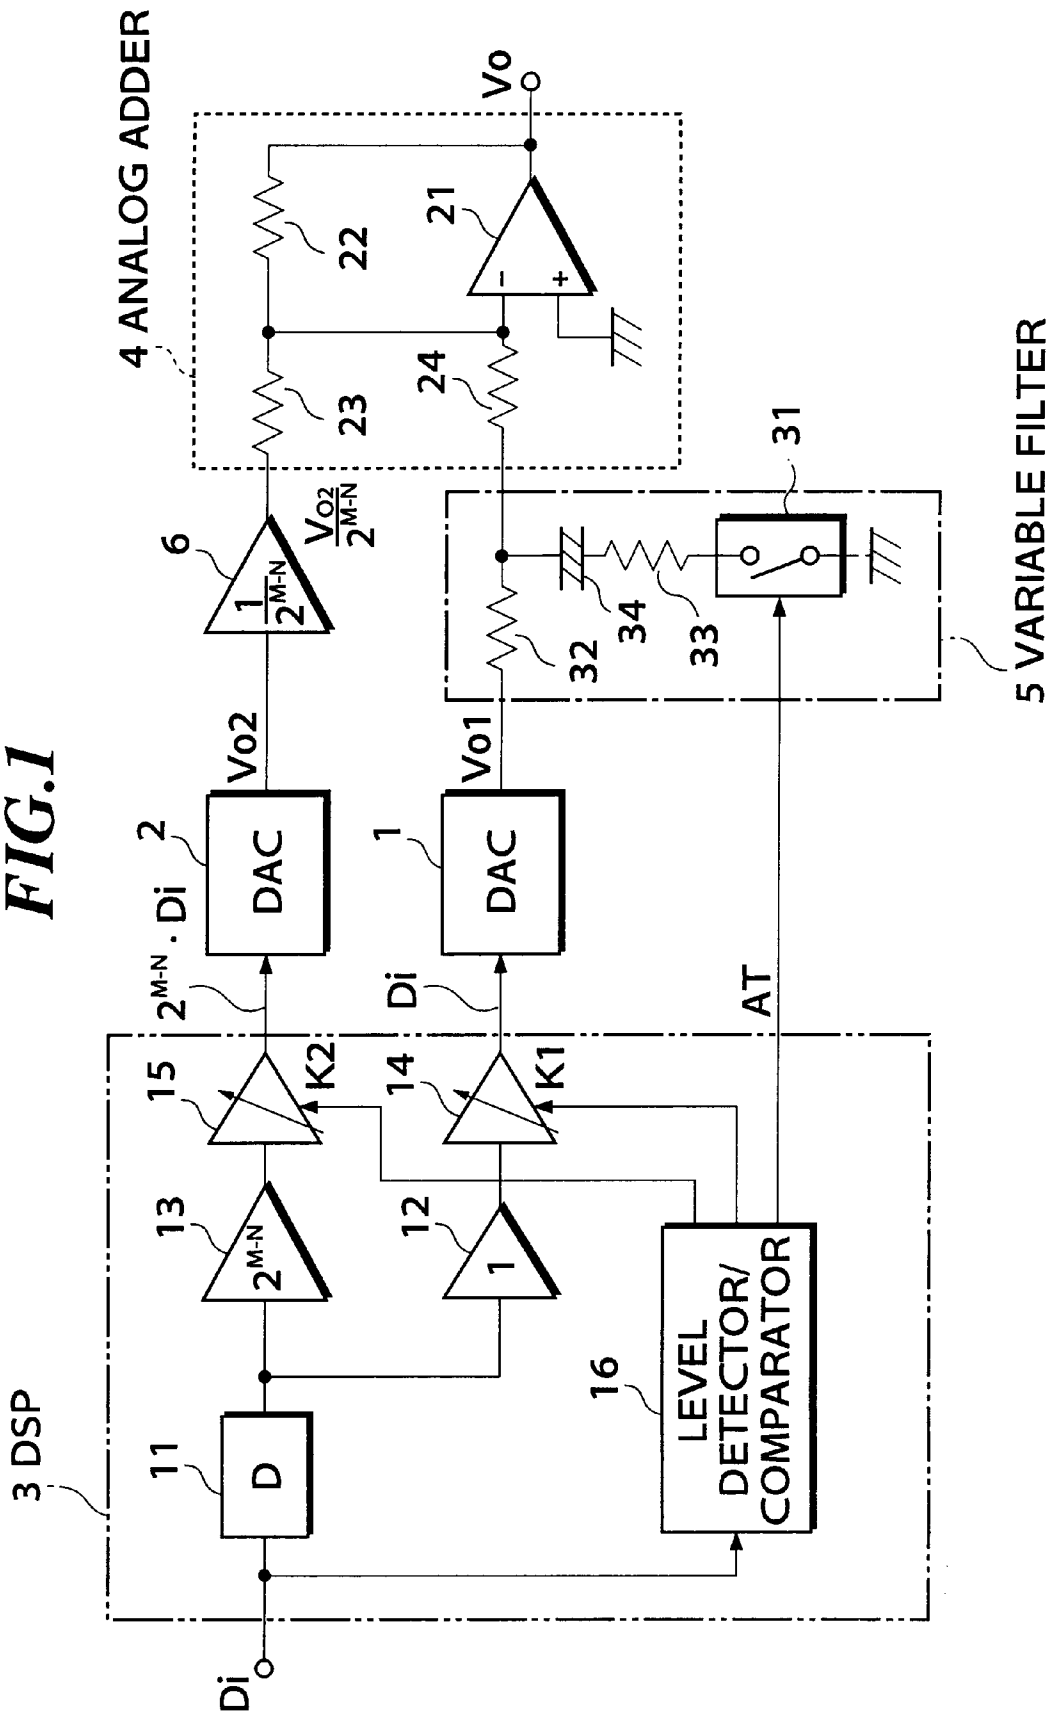 FIG.1
3 DSP
Di
11
D
13
2^{M-N}
12
1
15
K2
14
K1
16
LEVEL
DETECTOR/
COMPARATOR
2^{M-N} · Di
Di
AT
2
DAC
1
DAC
Vo2
Vo1
6
1/2^{M-N}
V_{O2}/2^{M-N}
5 VARIABLE FILTER
32
34
33
31
4 ANALOG ADDER
23
22
24
21
−
+
Vo